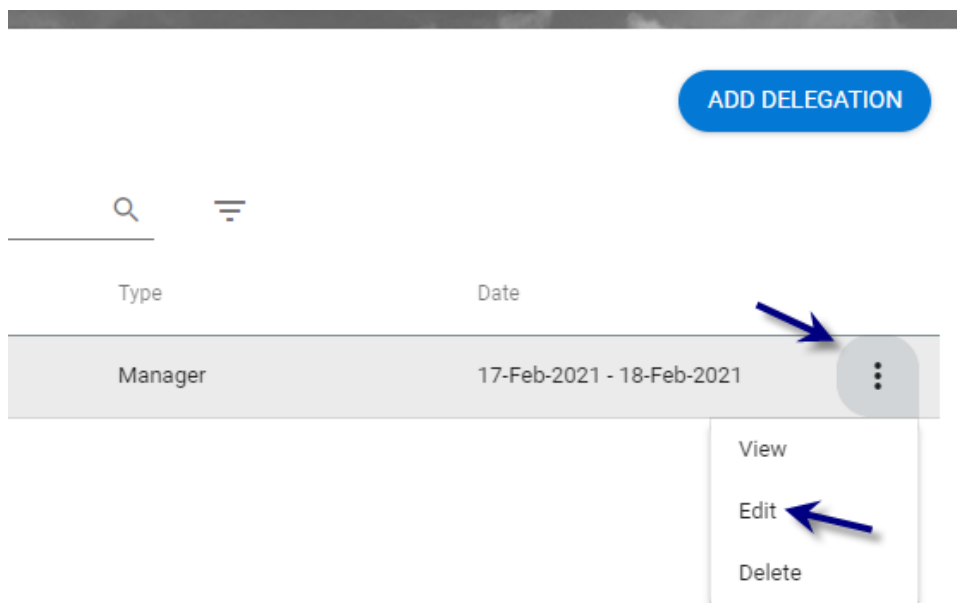 ADD DELEGATION
Type Date
Manager 17-Feb-2021 - 18-Feb-2021
View
Edit
Delete